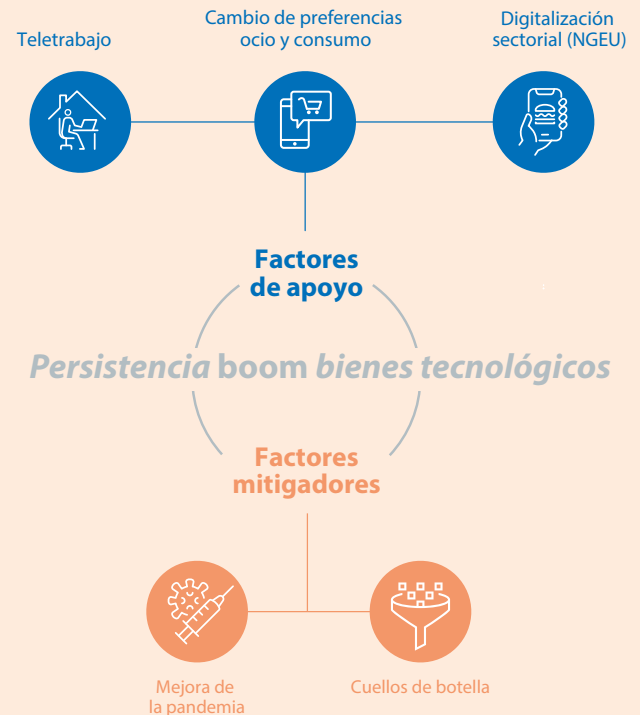 Teletrabajo
Cambio de preferencias
ocio y consumo
Digitalización
sectorial (NGEU)
Factores
de apoyo
Persistencia boom bienes tecnológicos
Factores
mitigadores
Mejora de
la pandemia
Cuellos de botella